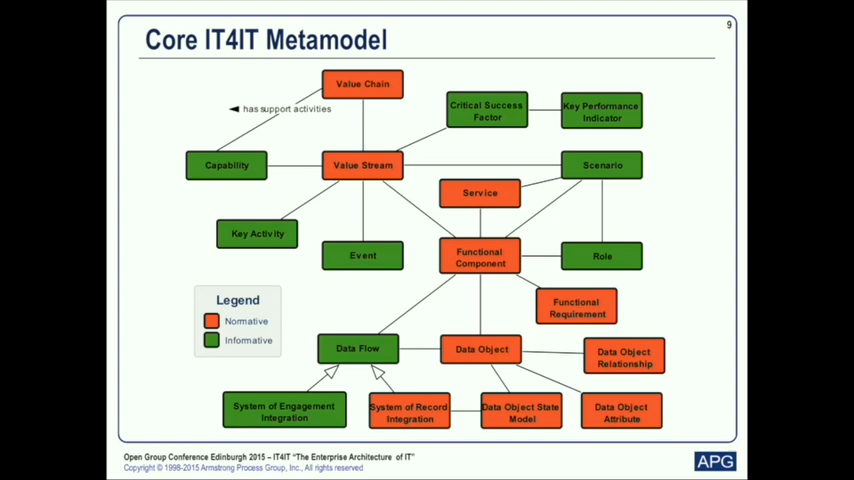 9
Core IT4IT Metamodel
Value Chain
◄ has support activities
Critical Success
Factor
Key Performance
Indicator
Capability
Value Stream
Scenario
Service
Key Activity
Event
Functional
Component
Role
Legend
Normative
Informative
Functional
Requirement
Data Flow
Data Object
Data Object
Relationship
System of Engagement
Integration
System of Record
Integration
Data Object State
Model
Data Object
Attribute
Open Group Conference Edinburgh 2015 – IT4IT "The Enterprise Architecture of IT"
Copyright © 1998-2015 Armstrong Process Group, Inc., All rights reserved
APG